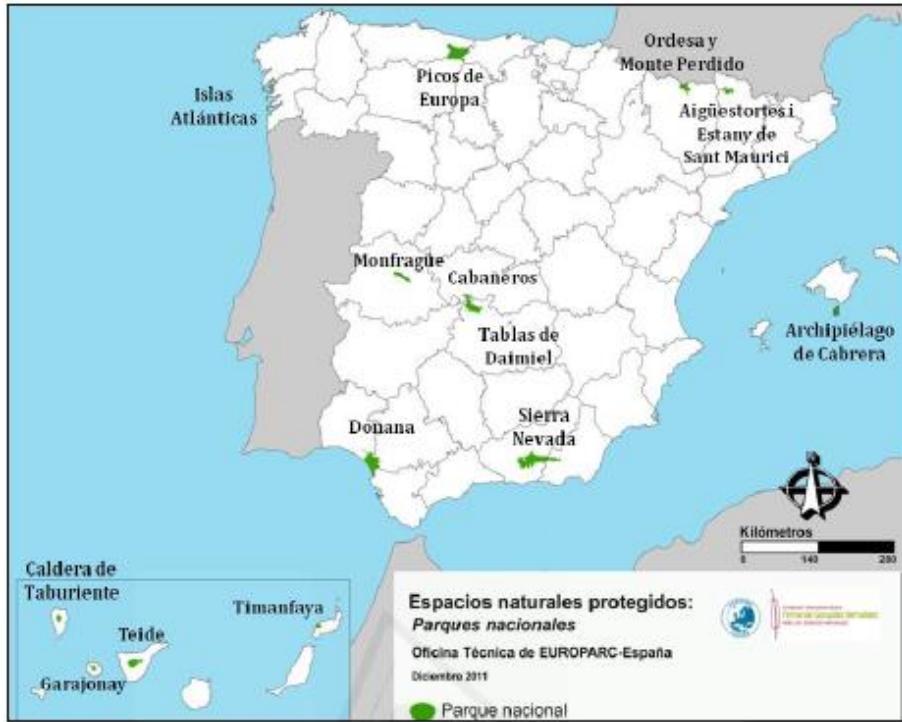 Ordesa y
Monte Perdido
Picos de
Europa
Islas
Atlánticas
Aigüestortes i
Estany de
Sant Maurici
Monfragüe
Cabañeros
Archipiélago
de Cabrera
Tablas de
Daimiel
Donana
Sierra
Nevada
Kilómetros
0 140 280
Caldera de
Taburiente
Timanfaya
Teide
Garajonay
Espacios naturales protegidos:
Parques nacionales
Oficina Técnica de EUROPARC-España
Diciembre 2011
Parque nacional